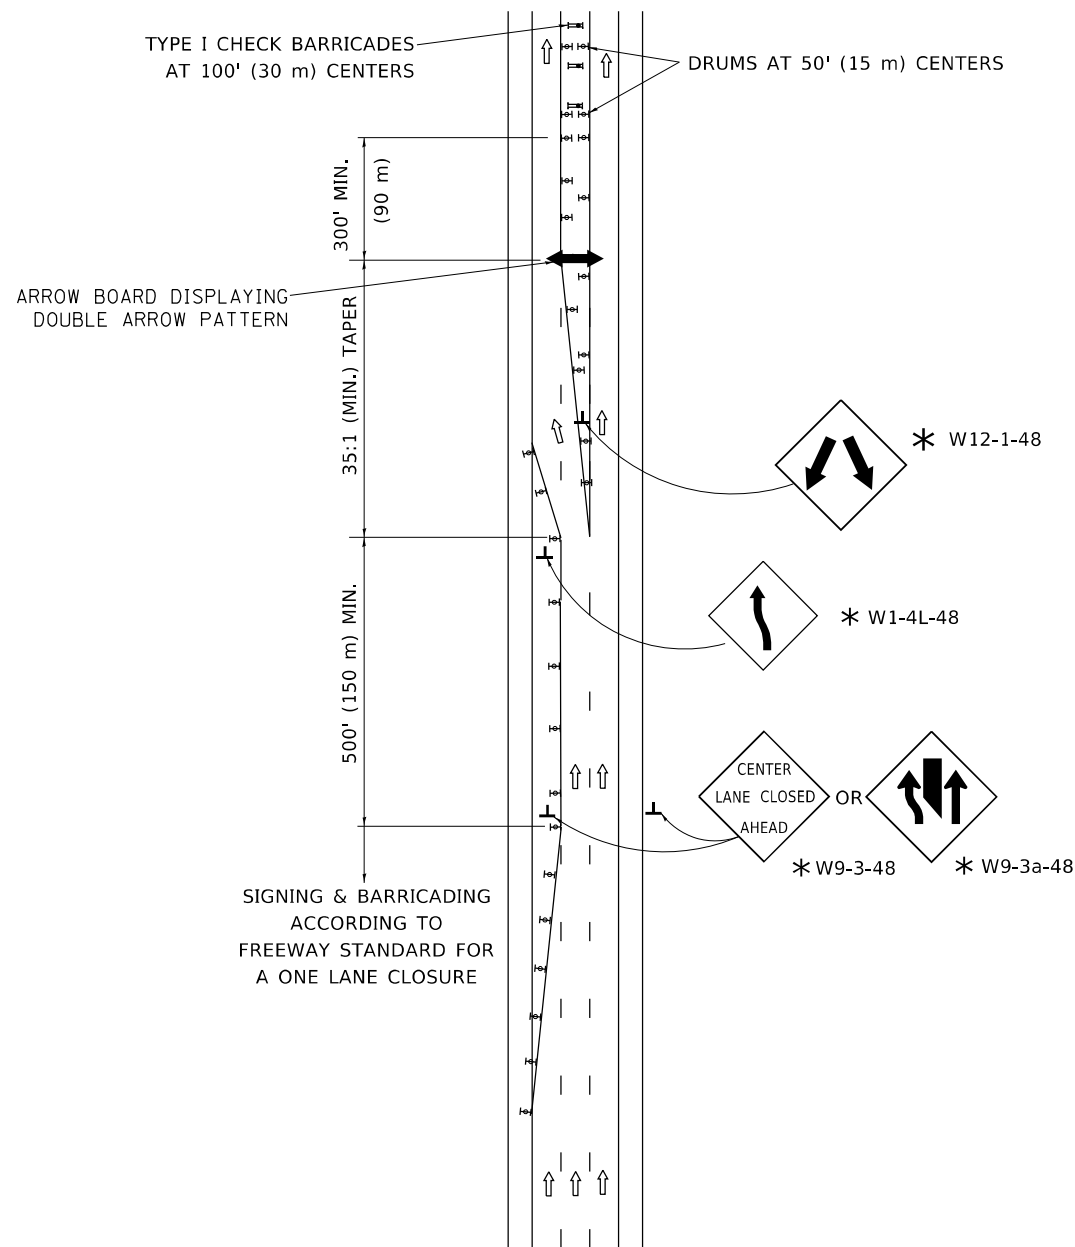 TYPE I CHECK BARRICADES
AT 100' (30 m) CENTERS
DRUMS AT 50' (15 m) CENTERS
300' MIN.
(90 m)
ARROW BOARD DISPLAYING
DOUBLE ARROW PATTERN
35:1 (MIN.) TAPER
* W12-1-48
* W1-4L-48
500' (150 m) MIN.
CENTER
LANE CLOSED
AHEAD
OR
* W9-3-48
* W9-3a-48
SIGNING & BARRICADING
ACCORDING TO
FREEWAY STANDARD FOR
A ONE LANE CLOSURE